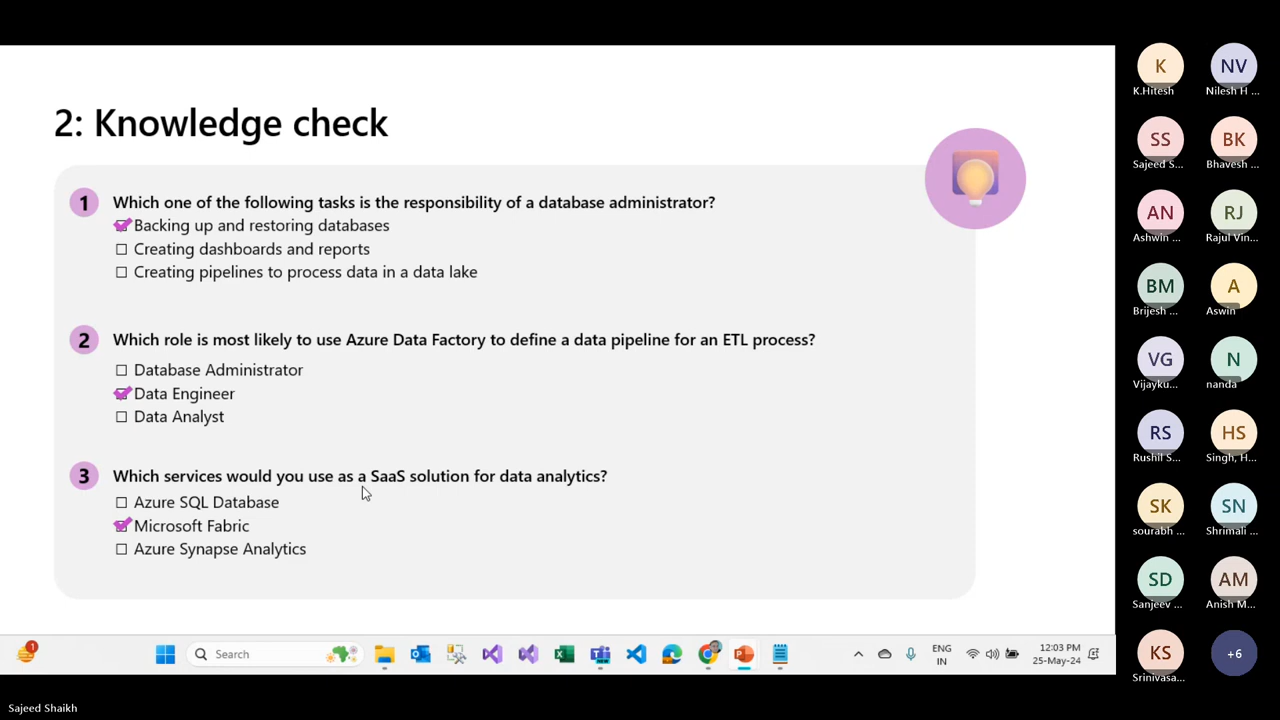 2: Knowledge check
1 Which one of the following tasks is the responsibility of a database administrator?
Backing up and restoring databases
Creating dashboards and reports
Creating pipelines to process data in a data lake
2 Which role is most likely to use Azure Data Factory to define a data pipeline for an ETL process?
Database Administrator
Data Engineer
Data Analyst
3 Which services would you use as a SaaS solution for data analytics?
Azure SQL Database
Microsoft Fabric
Azure Synapse Analytics
K NV
K.Hitesh Nilesh H ...
SS BK
Sajeed S... Bhavesh ...
AN RJ
Ashwin ... Rajul Vin...
BM A
Brijesh ... Aswin
VG N
Vijayku... nanda
RS HS
Rushil S... Singh, H...
SK SN
sourabh ... Shrimali ...
SD AM
Sanjeev ... Anish M...
KS +6
Srinivasa...
1
Search
ENG
IN
12:03 PM
25-May-24
Sajeed Shaikh